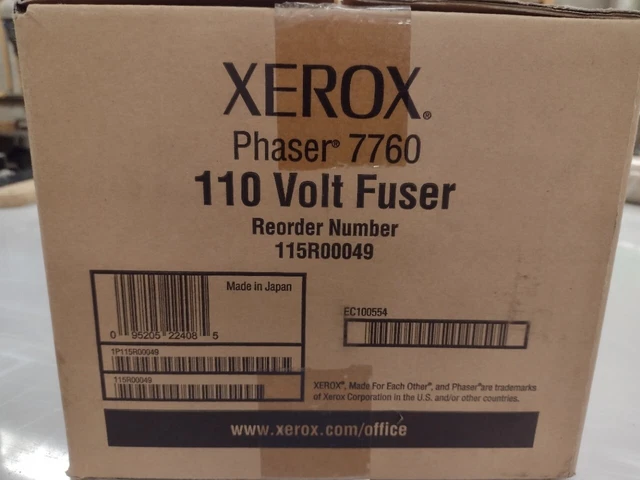 XEROX®
Phaser® 7760
110 Volt Fuser
Reorder Number
115R00049
Made in Japan
0 95205 22408 5
1P115R00049
115R00049
EC100554
XEROX®, Made For Each Other®, and Phaser® are trademarks
of Xerox Corporation in the U.S. and/or other countries.
www.xerox.com/office